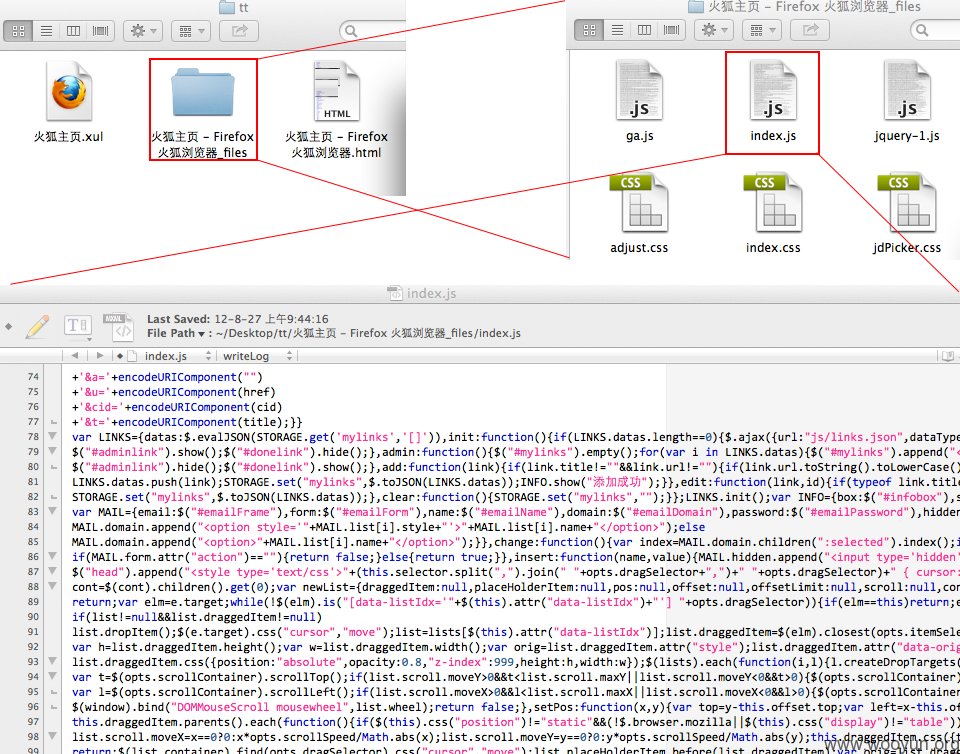 tt
火狐主页 – Firefox 火狐浏览器_files
火狐主页.xul
火狐主页 – Firefox
火狐浏览器_files
HTML
火狐主页 – Firefox
火狐浏览器.html
.js
ga.js
.js
index.js
.js
jquery-1.js
CSS
adjust.css
CSS
index.css
CSS
jdPicker.css
index.js
Last Saved: 12-8-27 上午9:44:16
File Path ▾ : ~/Desktop/tt/火狐主页 – Firefox 火狐浏览器_files/index.js
index.js writeLog
74 +'&a='+encodeURIComponent("")
75 +'&u='+encodeURIComponent(href)
76 +'&cid='+encodeURIComponent(cid)
77 +'&t='+encodeURIComponent(title);}}
78 var LINKS={datas:$.evalJSON(STORAGE.get('mylinks','[]')),init:function(){if(LINKS.datas.length==0){$.ajax({url:"js/links.json",dataType
79 $("#adminlink").show();$("#donelink").hide();},admin:function(){$("#mylinks").empty();for(var i in LINKS.datas){$("#mylinks").append("<
80 $("#adminlink").hide();$("#donelink").show();},add:function(link){if(link.title!=""&&link.url!=""){if(link.url.toString().toLowerCase()
81 LINKS.datas.push(link);STORAGE.set("mylinks",$.toJSON(LINKS.datas));INFO.show("添加成功");}},edit:function(link,id){if(typeof link.title
82 STORAGE.set("mylinks",$.toJSON(LINKS.datas));},clear:function(){STORAGE.set("mylinks","");}};LINKS.init();var INFO={box:$("#infobox"),s
83 var MAIL={email:$("#emailFrame"),form:$("#emailForm"),name:$("#emailName"),domain:$("#emailDomain"),password:$("#emailPassword"),hidden
84 MAIL.domain.append("<option style='"+MAIL.list[i].style+"'>"+MAIL.list[i].name+"</option>");else
85 MAIL.domain.append("<option>"+MAIL.list[i].name+"</option>");}},change:function(){var index=MAIL.domain.children(":selected").index();i
86 if(MAIL.form.attr("action")==""){return false;}else{return true;}},insert:function(name,value){MAIL.hidden.append("<input type='hidden'
87 $("head").append("<style type='text/css'>"+(this.selector.split(",").join(" "+opts.dragSelector+",")+" "+opts.dragSelector)+" { cursor:
88 cont=$(cont).children().get(0);var newList={draggedItem:null,placeHolderItem:null,pos:null,offset:null,offsetLimit:null,scroll:null,con
89 return;var elm=e.target;while(!$(elm).is("[data-listIdx='"+$(this).attr("data-listIdx")+"'] "+opts.dragSelector)){if(elm==this)return;e
90 if(list!=null&&list.draggedItem!=null)
91 list.dropItem();$(e.target).css("cursor","move");list=lists[$(this).attr("data-listIdx")];list.draggedItem=$(elm).closest(opts.itemSele
92 var h=list.draggedItem.height();var w=list.draggedItem.width();var orig=list.draggedItem.attr("style");list.draggedItem.attr("data-orig
93 list.draggedItem.css({position:"absolute",opacity:0.8,"z-index":999,height:h,width:w});$(lists).each(function(i,l){l.createDropTargets(
94 var t=$(opts.scrollContainer).scrollTop();if(list.scroll.moveY>0&&t<list.scroll.maxY||list.scroll.moveY<0&&t>0){$(opts.scrollContainer)
95 var l=$(opts.scrollContainer).scrollLeft();if(list.scroll.moveX>0&&l<list.scroll.maxX||list.scroll.moveX<0&&l>0){$(opts.scrollContainer
96 $(window).bind("DOMMouseScroll mousewheel",list.wheel);return false;},setPos:function(x,y){var top=y-this.offset.top;var left=x-this.of
97 this.draggedItem.parents().each(function(){if($(this).css("position")!="static"&&(!$.browser.mozilla||$(this).css("display")!="table"))
98 list.scroll.moveX=x==0?0:x*opts.scrollSpeed/Math.abs(x);list.scroll.moveY=y==0?0:y*opts.scrollSpeed/Math.abs(y);this.draggedItem.css({t
99 return;$(list.container).find(opts.dragSelector).css("cursor","move");list.placeHolderItem.before(list.draggedItem);
www.wooyun.org